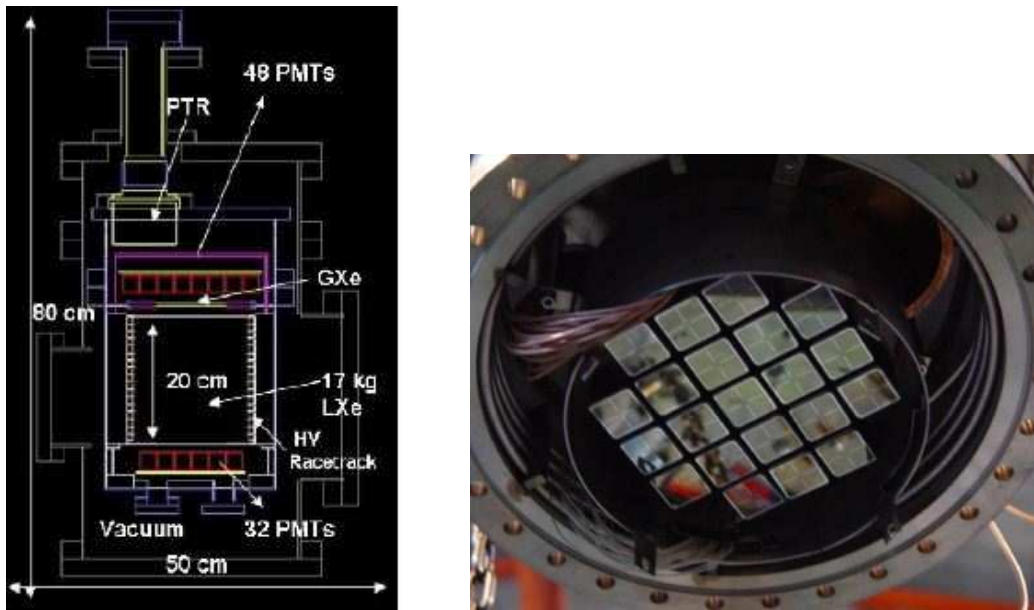 48 PMTs
PTR
GXe
80 cm
20 cm
17 kg
LXe
HV
Racetrack
Vacuum
32 PMTs
50 cm